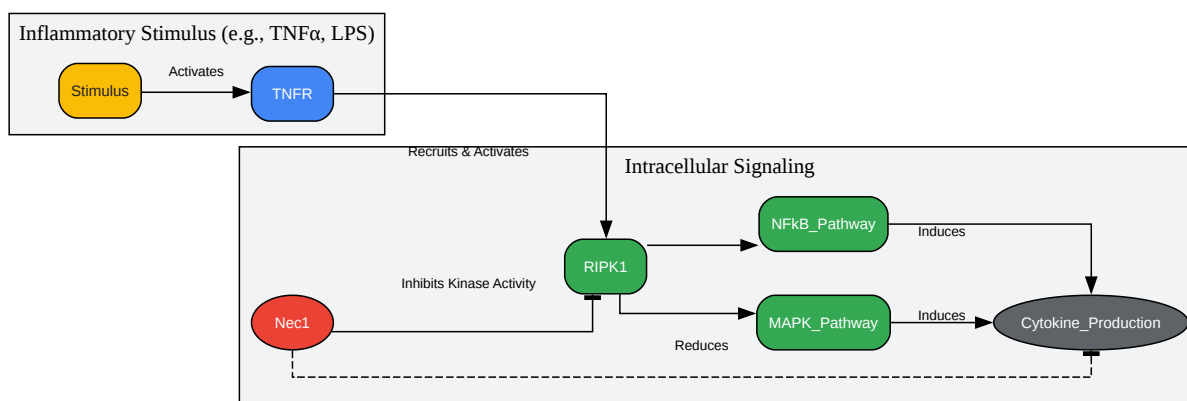 Inflammatory Stimulus (e.g., TNFα, LPS)
Stimulus
Activates
TNFR
Recruits & Activates
Intracellular Signaling
NFkB_Pathway
Induces
RIPK1
Inhibits Kinase Activity
Nec1
MAPK_Pathway
Induces
Cytokine_Production
Reduces